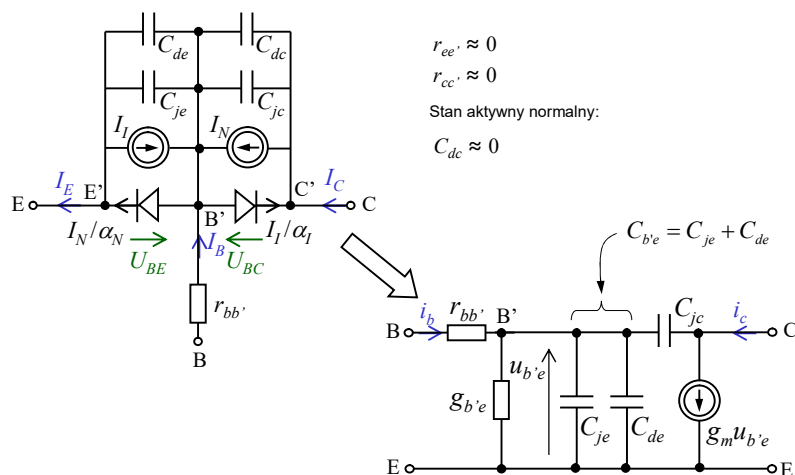 C_de
C_dc
C_je
C_jc
I_I
I_N
r_ee' ≈ 0
r_cc' ≈ 0
Stan aktywny normalny:
C_dc ≈ 0
E
I_E
E'
B'
C'
I_C
C
I_N/α_N
I_I/α_I
U_BE
I_B
U_BC
r_bb'
B
C_b'e = C_je + C_de
B
i_b
r_bb'
B'
C_jc
i_c
C
g_b'e
u_b'e
C_je
C_de
g_m u_b'e
E
E